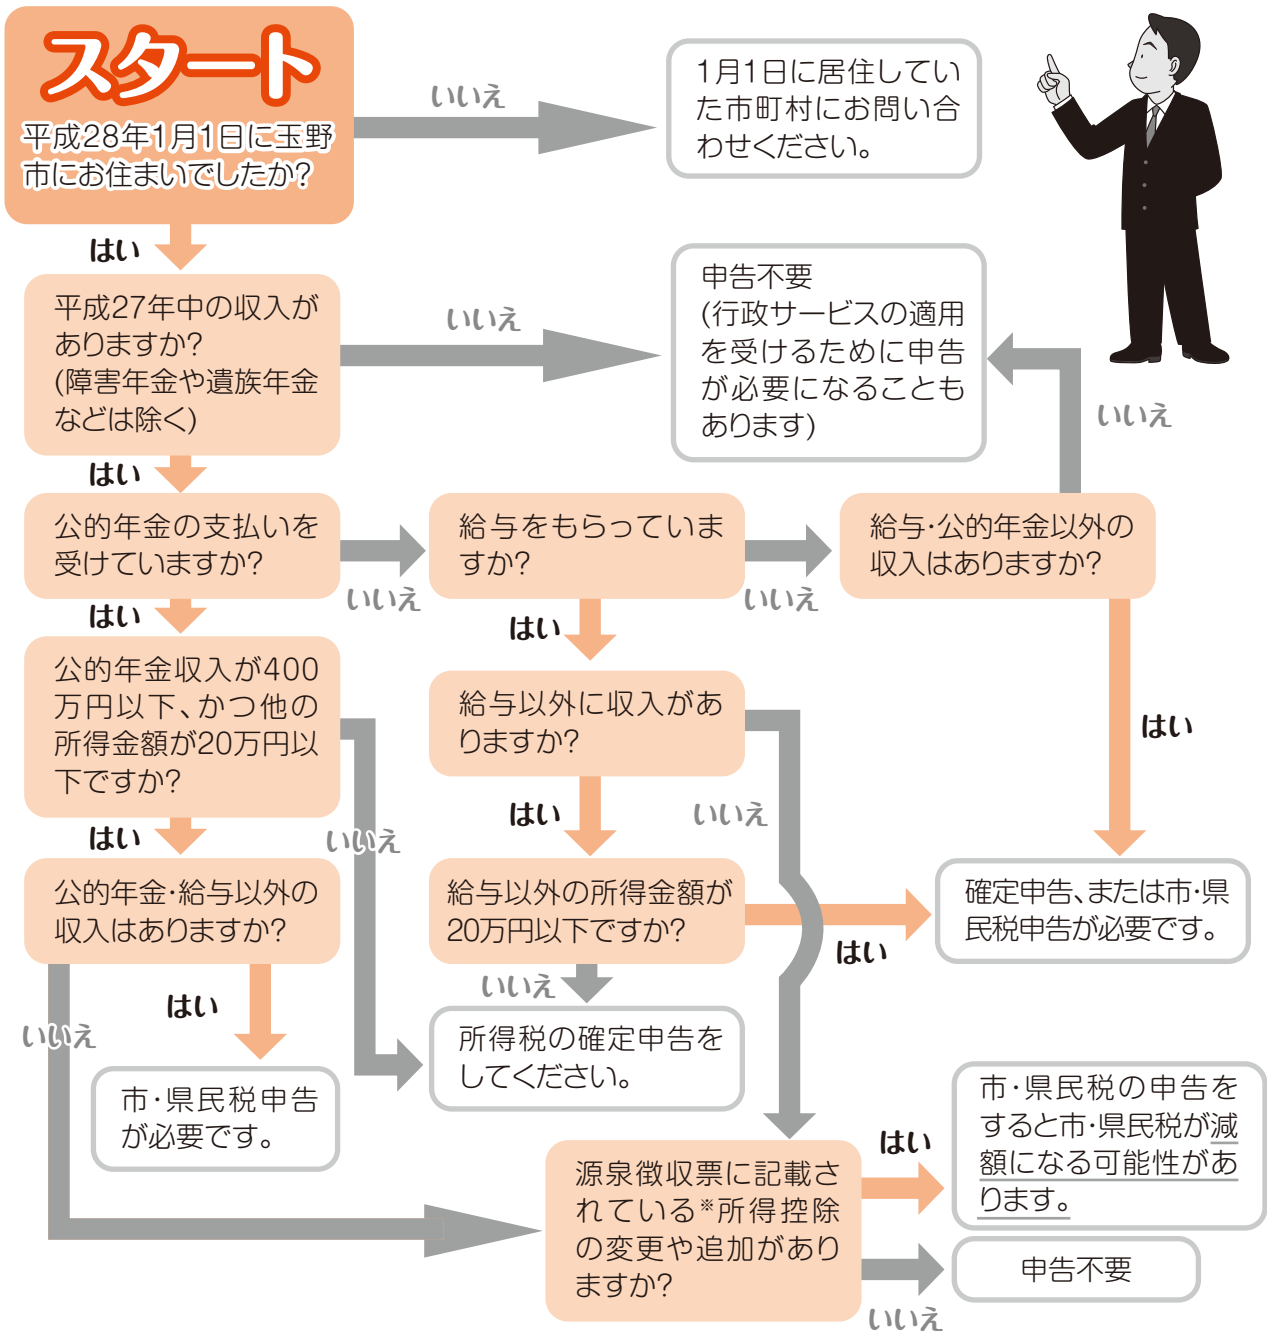 スタート
平成28年1月1日に玉野
市にお住まいでしたか?
いいえ
1月1日に居住してい
た市町村にお問い合
わせください。
はい
平成27年中の収入が
ありますか?
(障害年金や遺族年金
などは除く)
いいえ
申告不要
(行政サービスの適用
を受けるために申告
が必要になることも
あります)
いいえ
はい
公的年金の支払いを
受けていますか?
いいえ
給与をもらっていま
すか?
いいえ
給与・公的年金以外の
収入はありますか?
はい
はい
はい
公的年金収入が400
万円以下、かつ他の
所得金額が20万円以
下ですか?
いいえ
給与以外に収入があ
りますか?
はい
いいえ
はい
公的年金・給与以外の
収入はありますか?
給与以外の所得金額が
20万円以下ですか?
はい
確定申告、または市・県
民税申告が必要です。
いいえ
はい
いいえ
市・県民税申告
が必要です。
所得税の確定申告を
してください。
源泉徴収票に記載さ
れている※所得控除
の変更や追加があり
ますか?
はい
市・県民税の申告を
すると市・県民税が減
額になる可能性があ
ります。
いいえ
申告不要